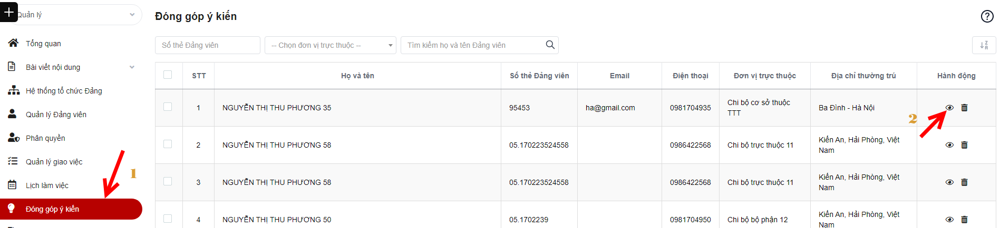 Quản lý
Tổng quan
Bài viết nội dung
Hệ thống tổ chức Đảng
Quản lý Đảng viên
Phân quyền
Quản lý giao việc
1
Lịch làm việc
Đóng góp ý kiến
Đóng góp ý kiến
Số thẻ Đảng viên
-- Chọn đơn vị trực thuộc --
Tìm kiếm họ và tên Đảng viên
STT Họ và tên Số thẻ Đảng viên Email Điện thoại Đơn vị trực thuộc Địa chỉ thường trú Hành động
1 NGUYỄN THỊ THU PHƯƠNG 35 95453 ha@gmail.com 0981704935 Chi bộ cơ sở thuộc
TTT
Ba Đình - Hà Nội
2
2 NGUYỄN THỊ THU PHƯƠNG 58 05.170223524558 0986422568 Chi bộ trực thuộc 11 Kiến An, Hải Phòng, Việt
Nam
3 NGUYỄN THỊ THU PHƯƠNG 58 05.170223524558 0986422568 Chi bộ trực thuộc 11 Kiến An, Hải Phòng, Việt
Nam
4 NGUYỄN THỊ THU PHƯƠNG 50 05.1702239 0981704950 Chi bộ bộ phận 12 Kiến An, Hải Phòng, Việt
Nam